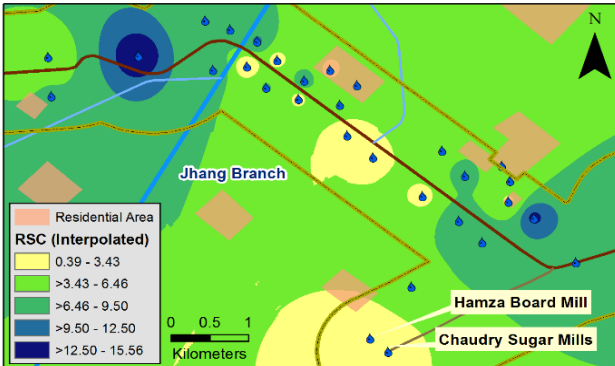 N
Jhang Branch
Residential Area
RSC (Interpolated)
0.39 - 3.43
>3.43 - 6.46
>6.46 - 9.50
>9.50 - 12.50
>12.50 - 15.56
0 0.5 1
Kilometers
Hamza Board Mill
Chaudry Sugar Mills